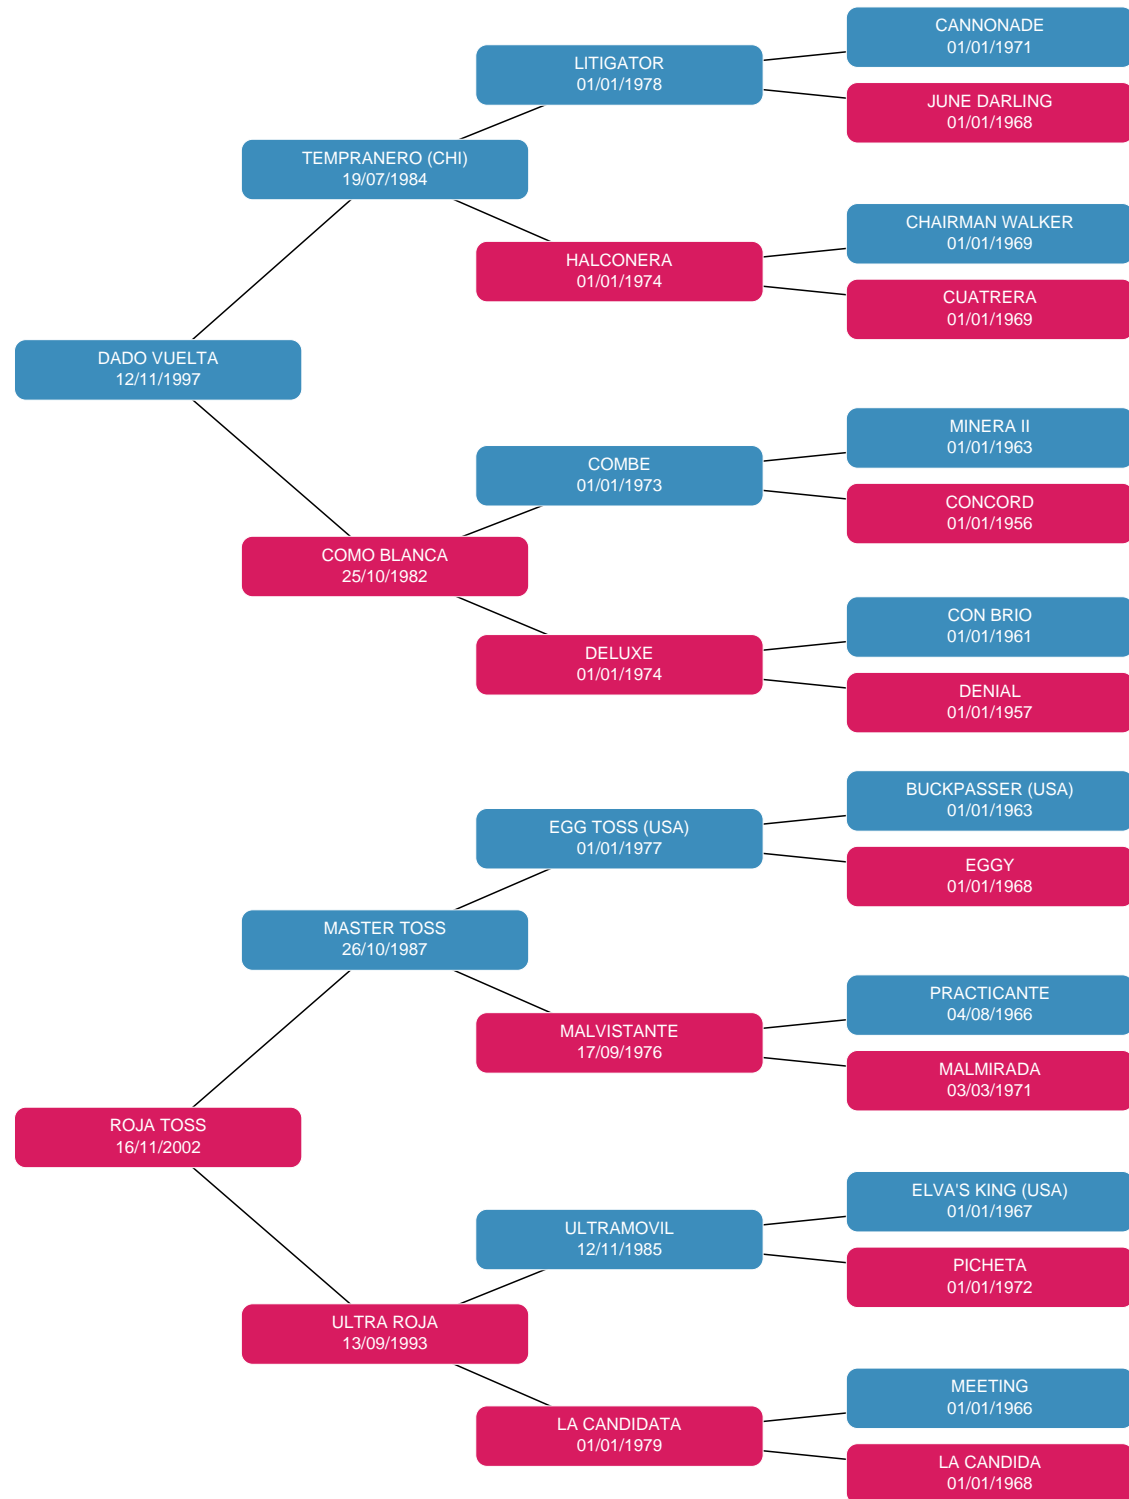 CANNONADE
01/01/1971
LITIGATOR
01/01/1978
JUNE DARLING
01/01/1968
TEMPRANERO (CHI)
19/07/1984
CHAIRMAN WALKER
01/01/1969
HALCONERA
01/01/1974
CUATRERA
01/01/1969
DADO VUELTA
12/11/1997
MINERA II
01/01/1963
COMBE
01/01/1973
CONCORD
01/01/1956
COMO BLANCA
25/10/1982
CON BRIO
01/01/1961
DELUXE
01/01/1974
DENIAL
01/01/1957
BUCKPASSER (USA)
01/01/1963
EGG TOSS (USA)
01/01/1977
EGGY
01/01/1968
MASTER TOSS
26/10/1987
PRACTICANTE
04/08/1966
MALVISTANTE
17/09/1976
MALMIRADA
03/03/1971
ROJA TOSS
16/11/2002
ELVA'S KING (USA)
01/01/1967
ULTRAMOVIL
12/11/1985
PICHETA
01/01/1972
ULTRA ROJA
13/09/1993
MEETING
01/01/1966
LA CANDIDATA
01/01/1979
LA CANDIDA
01/01/1968